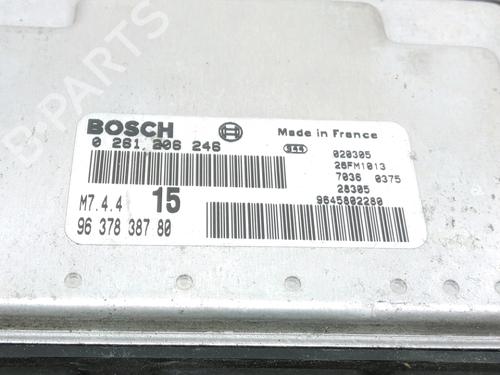 B-PARTS
BOSCH
Made in France
0 261 206 246
944
020305
26FM1013
7036 0375
28305
M7.4.4 15
9645802280
96 378 387 80